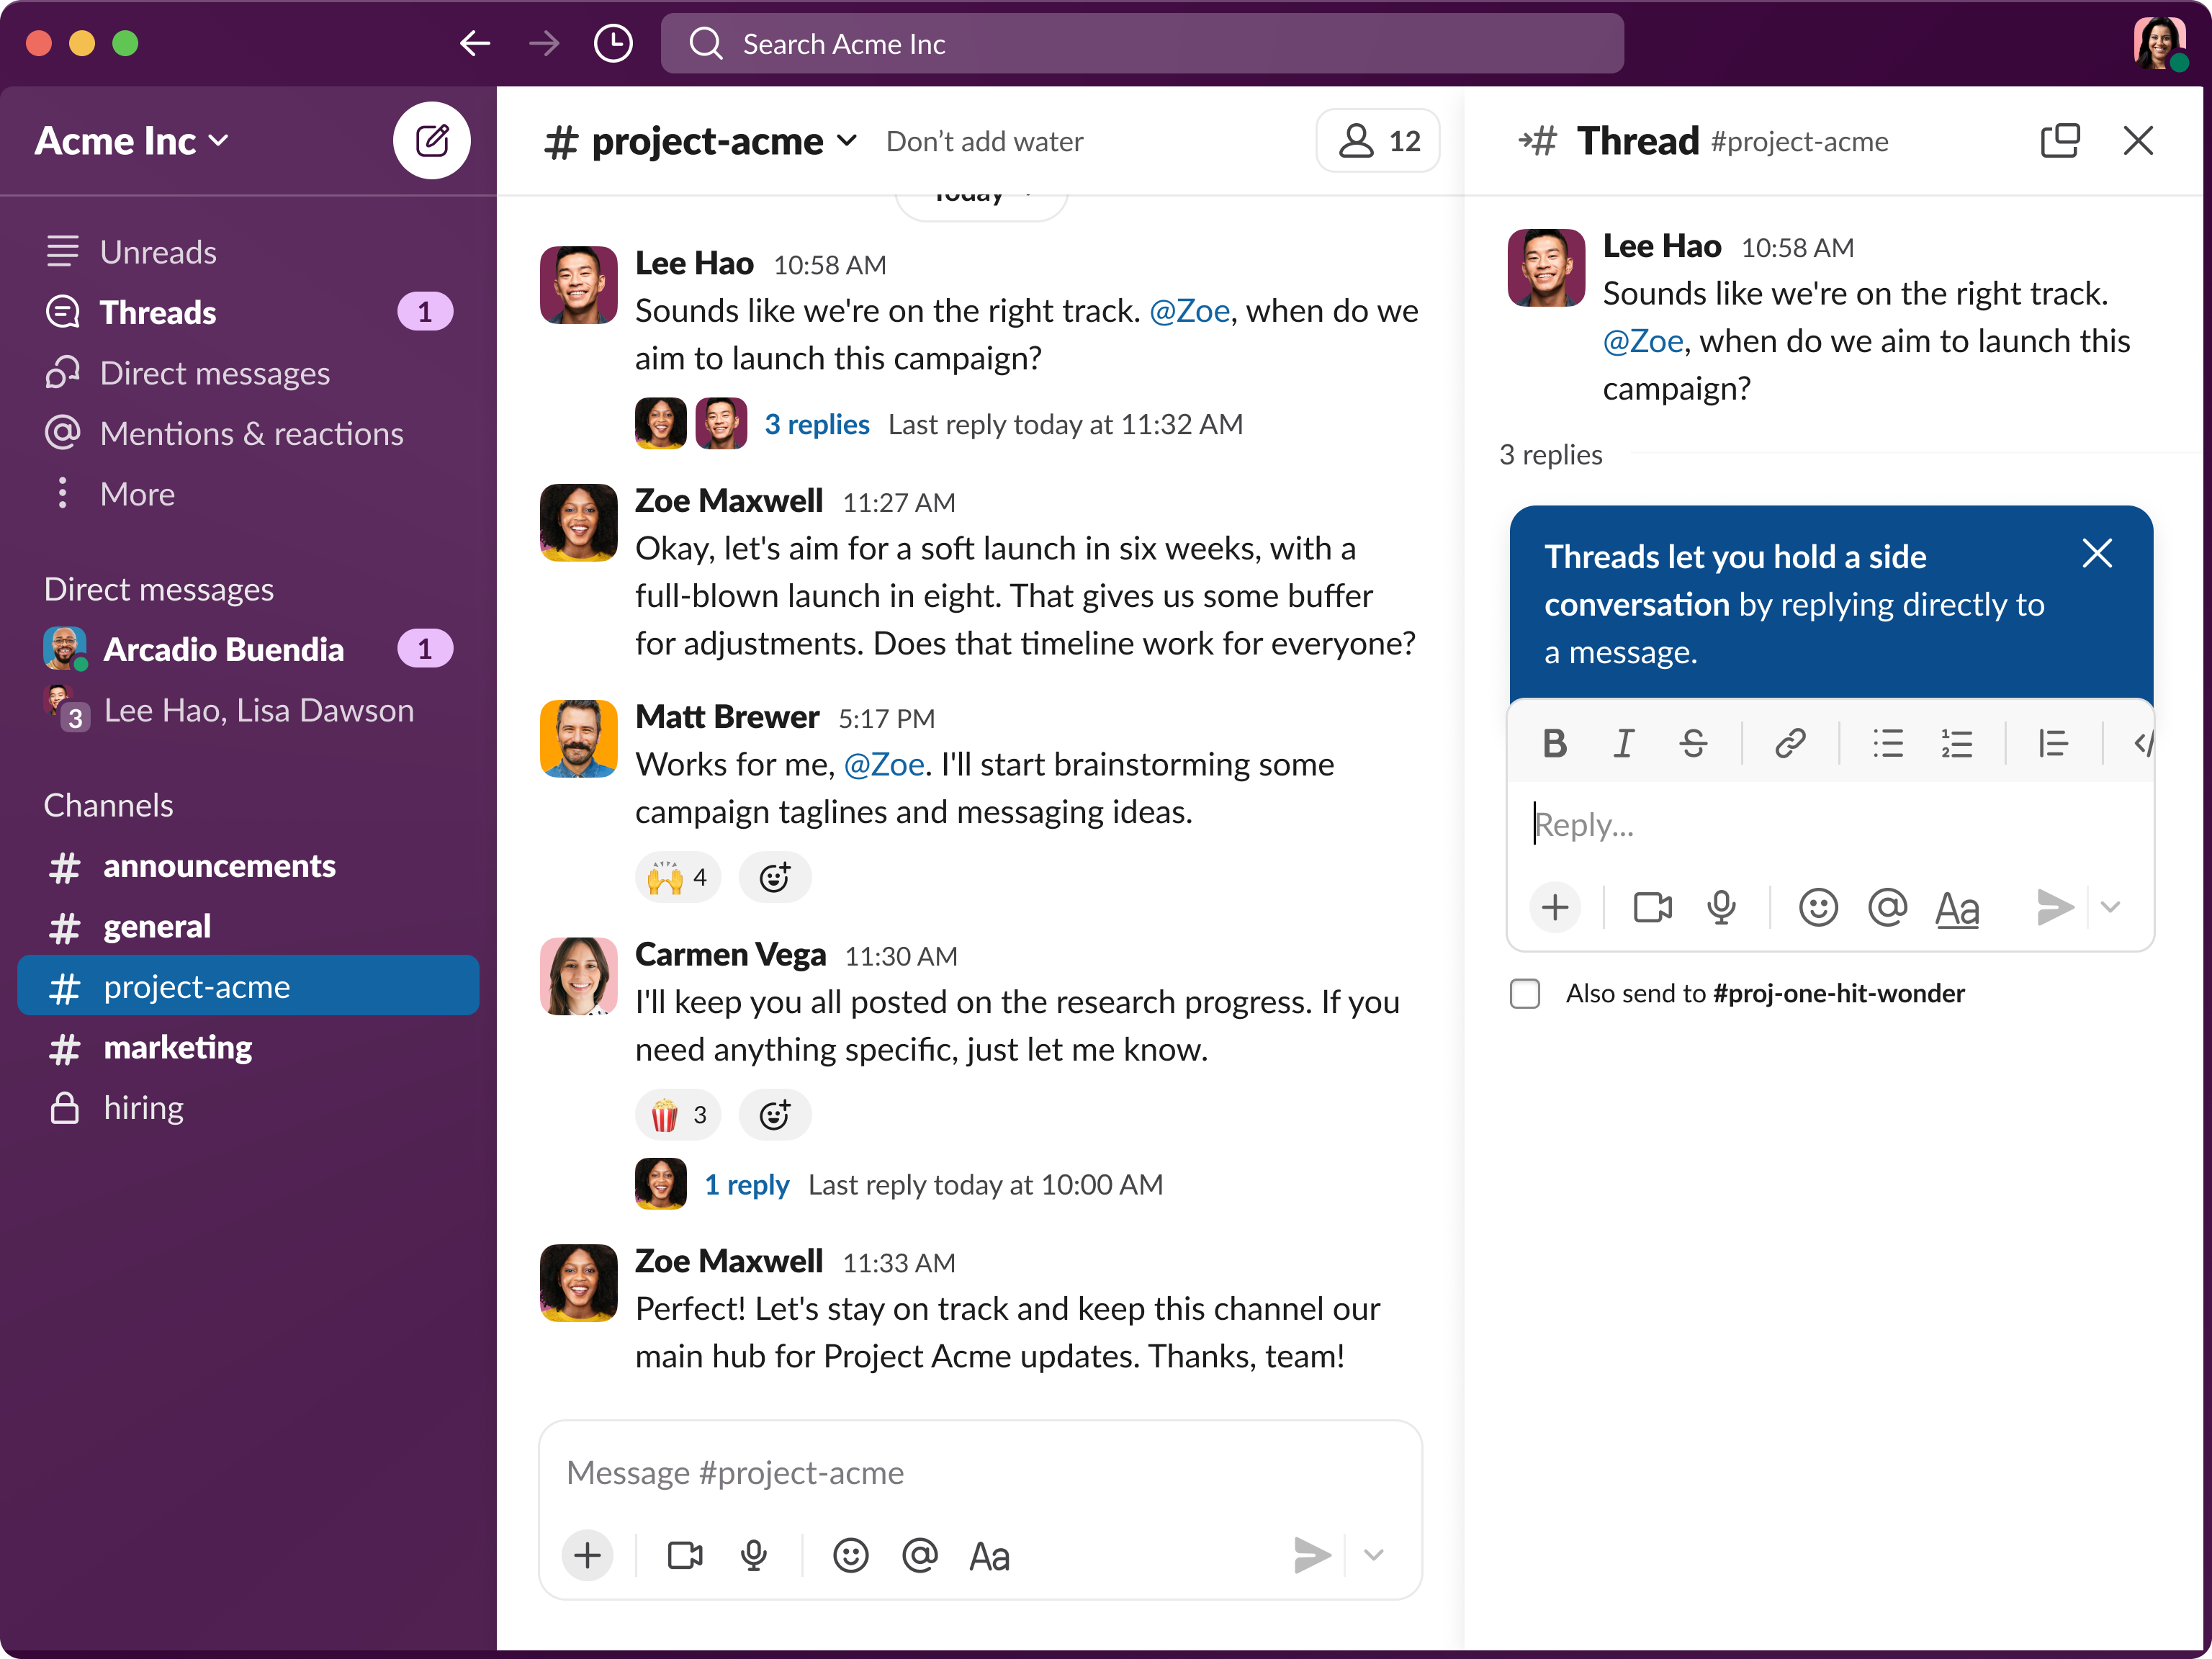 Search Acme Inc
Acme Inc
Unreads
Threads 1
Direct messages
Mentions & reactions
More
Direct messages
Arcadio Buendia 1
3 Lee Hao, Lisa Dawson
Channels
# announcements
# general
# project-acme
# marketing
hiring
# project-acme Don’t add water 12
Today
Lee Hao 10:58 AM
Sounds like we're on the right track. @Zoe, when do we
aim to launch this campaign?
3 replies Last reply today at 11:32 AM
Zoe Maxwell 11:27 AM
Okay, let's aim for a soft launch in six weeks, with a
full-blown launch in eight. That gives us some buffer
for adjustments. Does that timeline work for everyone?
Matt Brewer 5:17 PM
Works for me, @Zoe. I'll start brainstorming some
campaign taglines and messaging ideas.
4
Carmen Vega 11:30 AM
I'll keep you all posted on the research progress. If you
need anything specific, just let me know.
3
1 reply Last reply today at 10:00 AM
Zoe Maxwell 11:33 AM
Perfect! Let's stay on track and keep this channel our
main hub for Project Acme updates. Thanks, team!
Message #project-acme
Aa
Thread #project-acme
Lee Hao 10:58 AM
Sounds like we're on the right track.
@Zoe, when do we aim to launch this
campaign?
3 replies
Threads let you hold a side
conversation by replying directly to
a message.
B I S
Reply...
Aa
Also send to #proj-one-hit-wonder